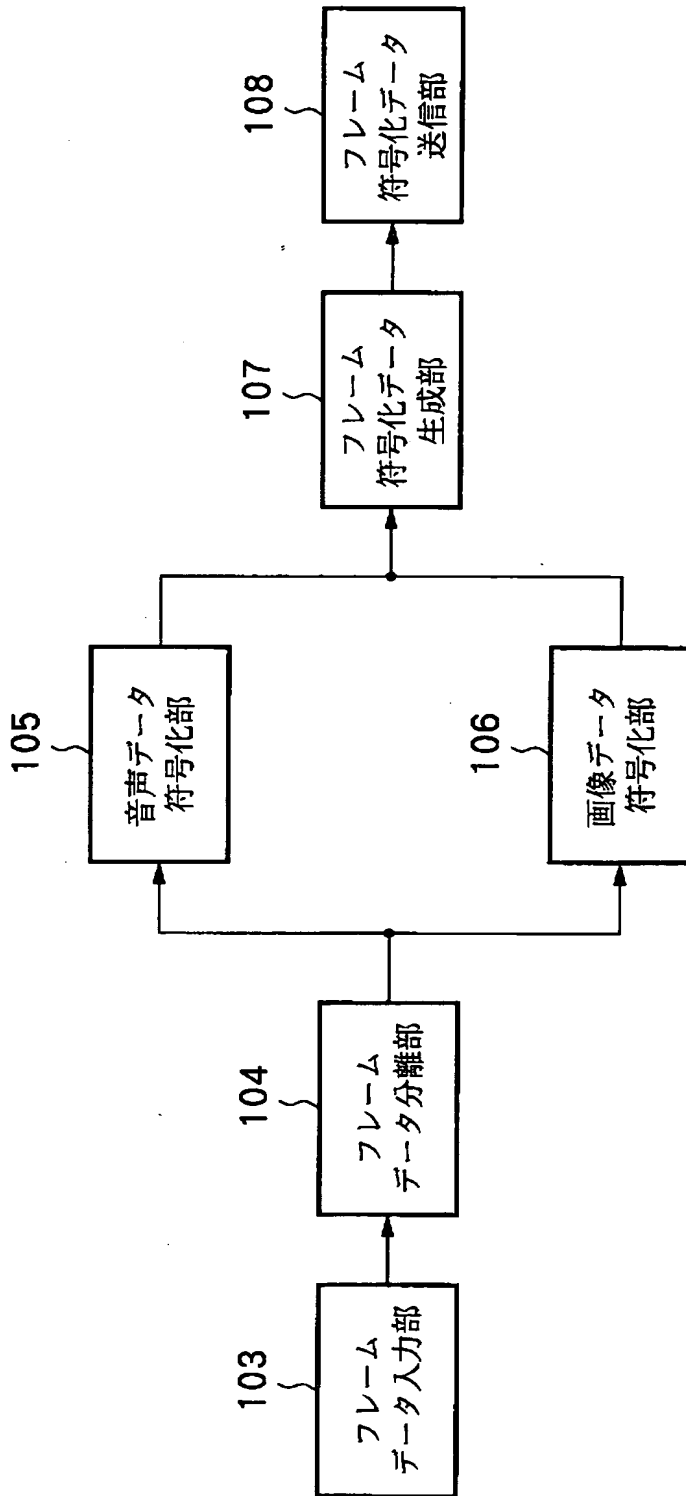 103
フレーム
データ入力部
104
フレーム
データ分離部
105
音声データ
符号化部
106
画像データ
符号化部
107
フレーム
符号化データ
生成部
108
フレーム
符号化データ
送信部